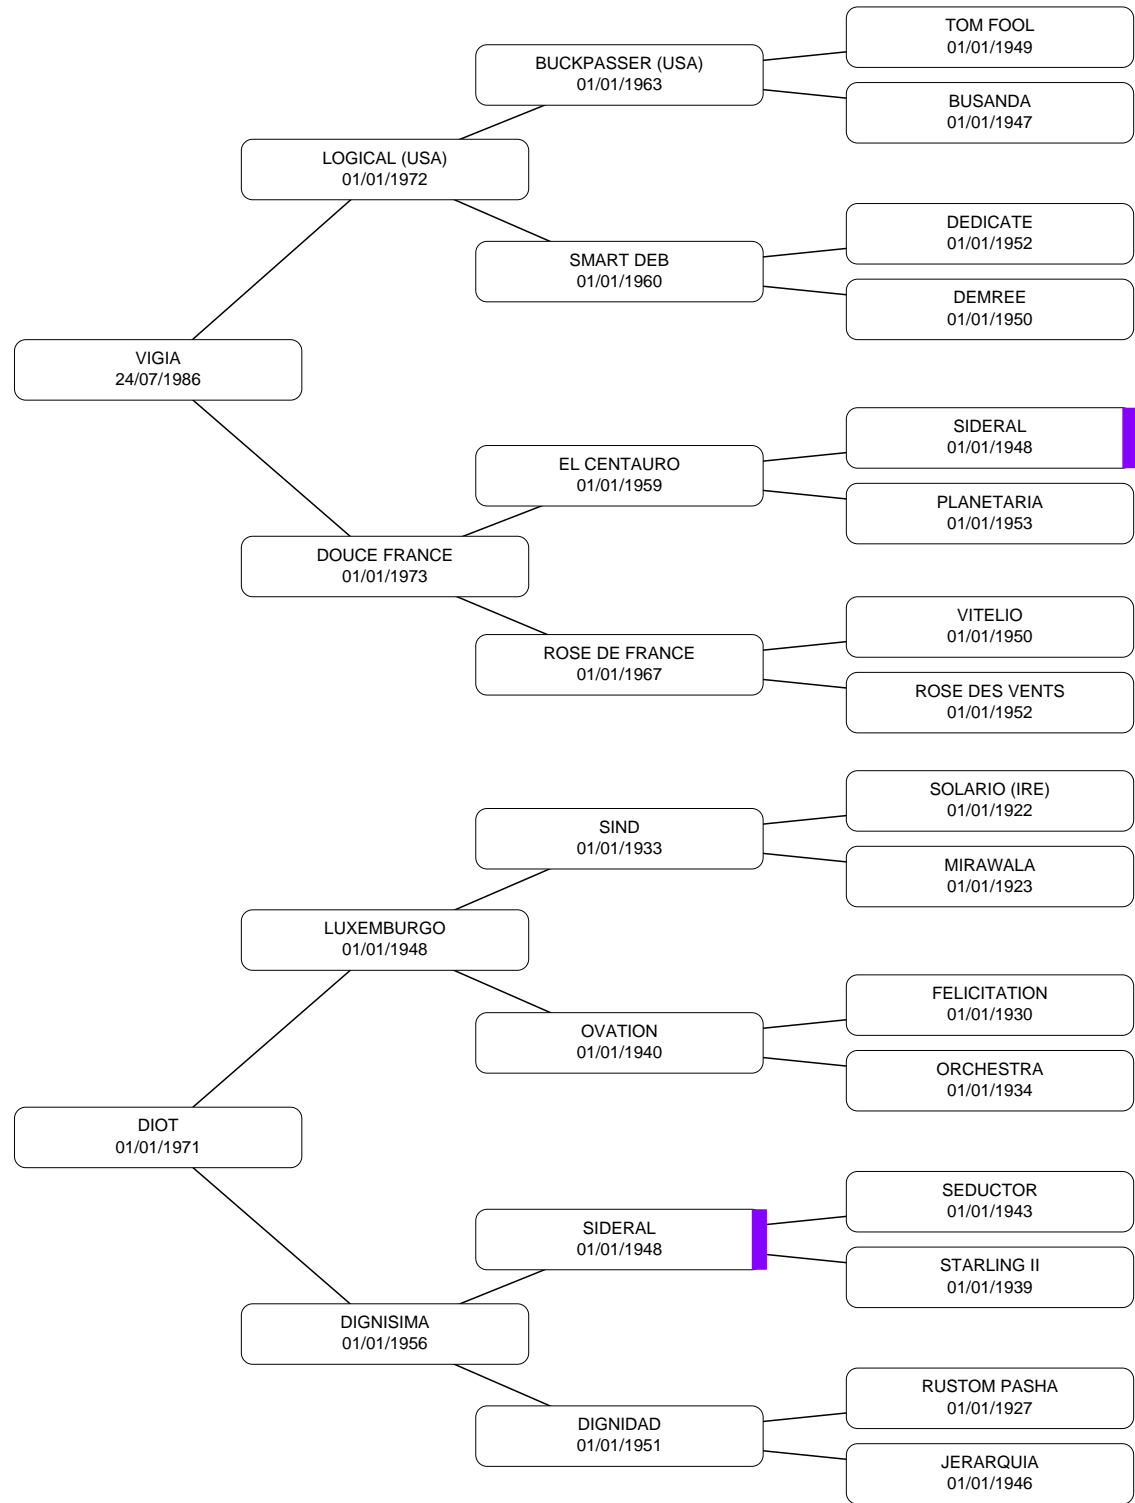 TOM FOOL
01/01/1949
BUCKPASSER (USA)
01/01/1963
BUSANDA
01/01/1947
LOGICAL (USA)
01/01/1972
DEDICATE
01/01/1952
SMART DEB
01/01/1960
DEMREE
01/01/1950
VIGIA
24/07/1986
SIDERAL
01/01/1948
EL CENTAURO
01/01/1959
PLANETARIA
01/01/1953
DOUCE FRANCE
01/01/1973
VITELIO
01/01/1950
ROSE DE FRANCE
01/01/1967
ROSE DES VENTS
01/01/1952
SOLARIO (IRE)
01/01/1922
SIND
01/01/1933
MIRAWALA
01/01/1923
LUXEMBURGO
01/01/1948
FELICITATION
01/01/1930
OVATION
01/01/1940
ORCHESTRA
01/01/1934
DIOT
01/01/1971
SEDUCTOR
01/01/1943
SIDERAL
01/01/1948
STARLING II
01/01/1939
DIGNISIMA
01/01/1956
RUSTOM PASHA
01/01/1927
DIGNIDAD
01/01/1951
JERARQUIA
01/01/1946